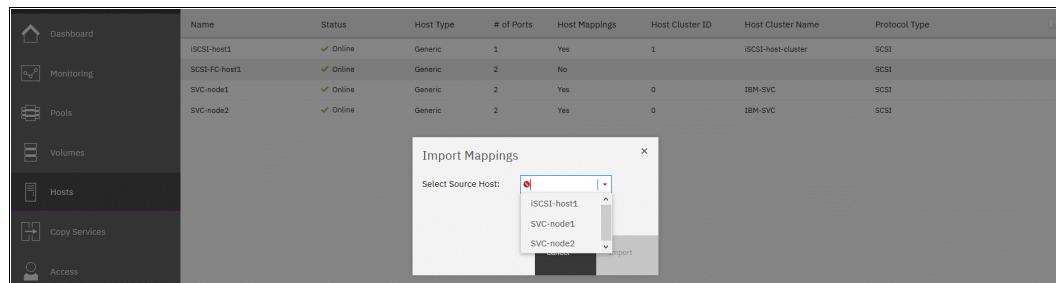 Name Status Host Type # of Ports Host Mappings Host Cluster ID Host Cluster Name Protocol Type
Dashboard
iSCSI-host1 Online Generic 1 Yes 1 iSCSI-host-cluster SCSI
Monitoring
SCSI-FC-host1 Online Generic 2 No SCSI
SVC-node1 Online Generic 2 Yes 0 IBM-SVC SCSI
Pools
SVC-node2 Online Generic 2 Yes 0 IBM-SVC SCSI
Volumes
Import Mappings
Select Source Host:
Hosts
iSCSI-host1
SVC-node1
Copy Services
SVC-node2
Cancel
Access